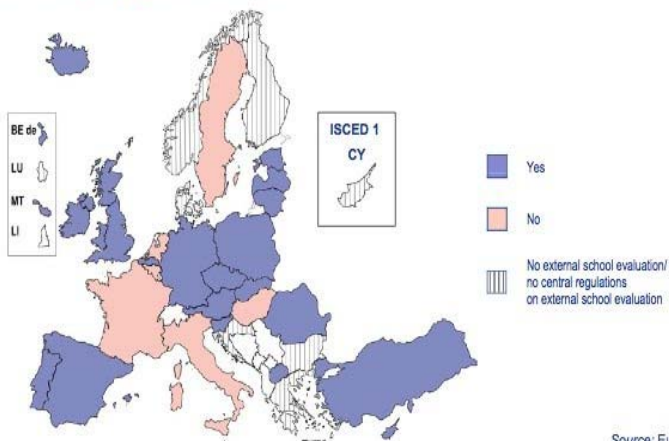 BE de
LU
MT
LI
ISCED 1
CY
Yes
No
No external school evaluation/
no central regulations
on external school evaluation